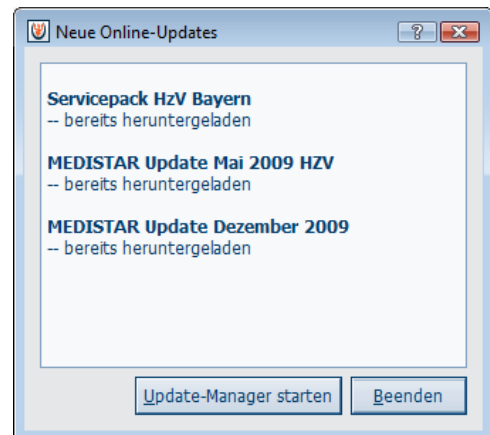 Neue Online-Updates
Servicepack HzV Bayern
-- bereits heruntergeladen
MEDISTAR Update Mai 2009 HZV
-- bereits heruntergeladen
MEDISTAR Update Dezember 2009
-- bereits heruntergeladen
Update-Manager starten Beenden